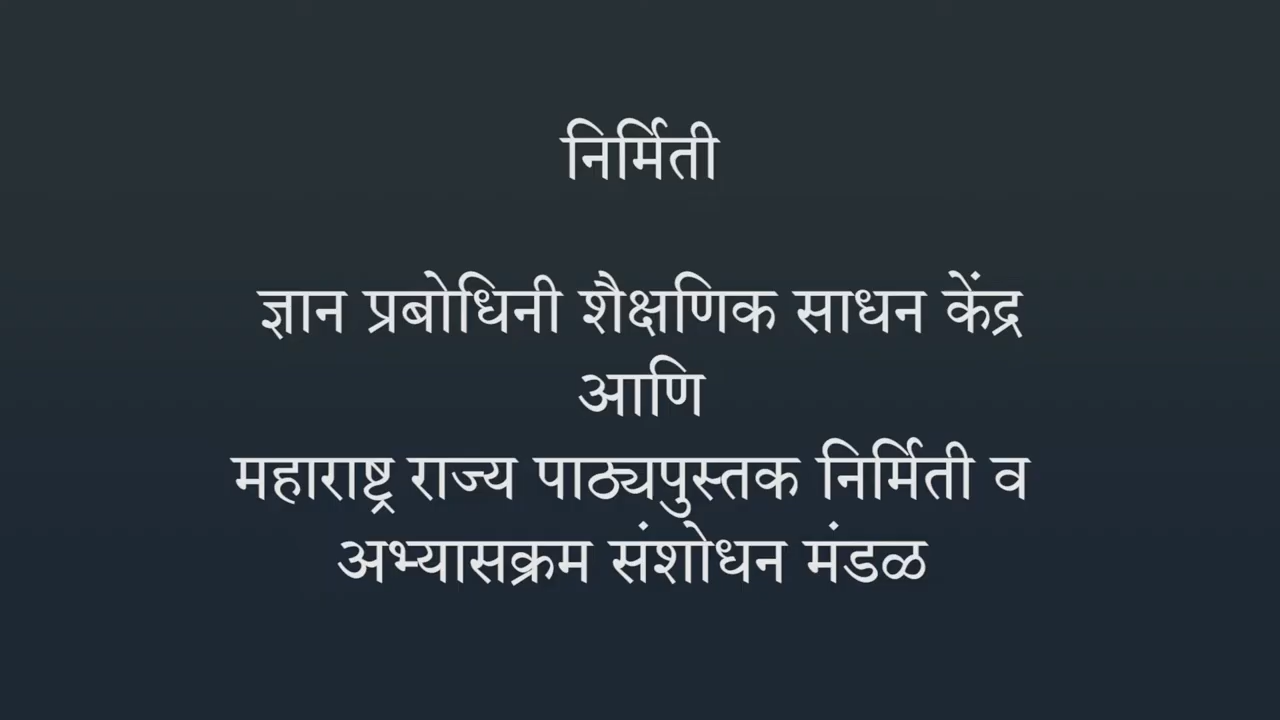 निर्मिती
ज्ञान प्रबोधिनी शैक्षणिक साधन केंद्र
आणि
महाराष्ट्र राज्य पाठ्यपुस्तक निर्मिती व
अभ्यासक्रम संशोधन मंडळ